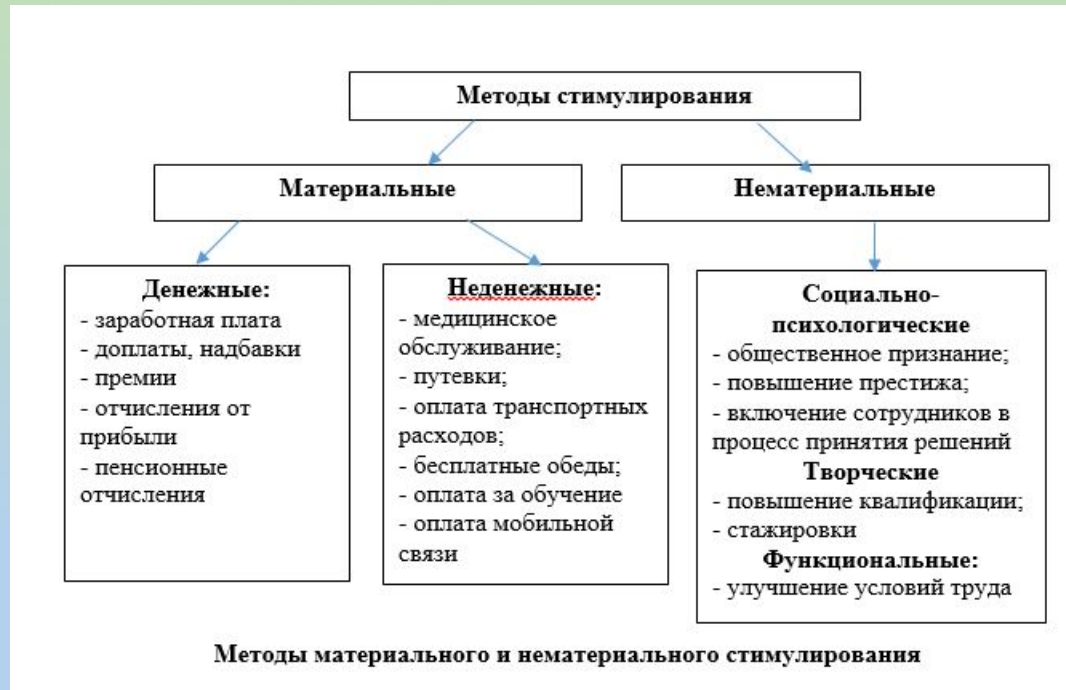 Методы стимулирования
Материальные
Нематериальные
Денежные:
- заработная плата
- доплаты, надбавки
- премии
- отчисления от
прибыли
- пенсионные
отчисления
Неденежные:
- медицинское
обслуживание;
- путевки;
- оплата транспортных
расходов;
- бесплатные обеды;
- оплата за обучение
- оплата мобильной
связи
Социально-
психологические
- общественное признание;
- повышение престижа;
- включение сотрудников в
процесс принятия решений
Творческие
- повышение квалификации;
- стажировки
Функциональные:
- улучшение условий труда
Методы материального и нематериального стимулирования